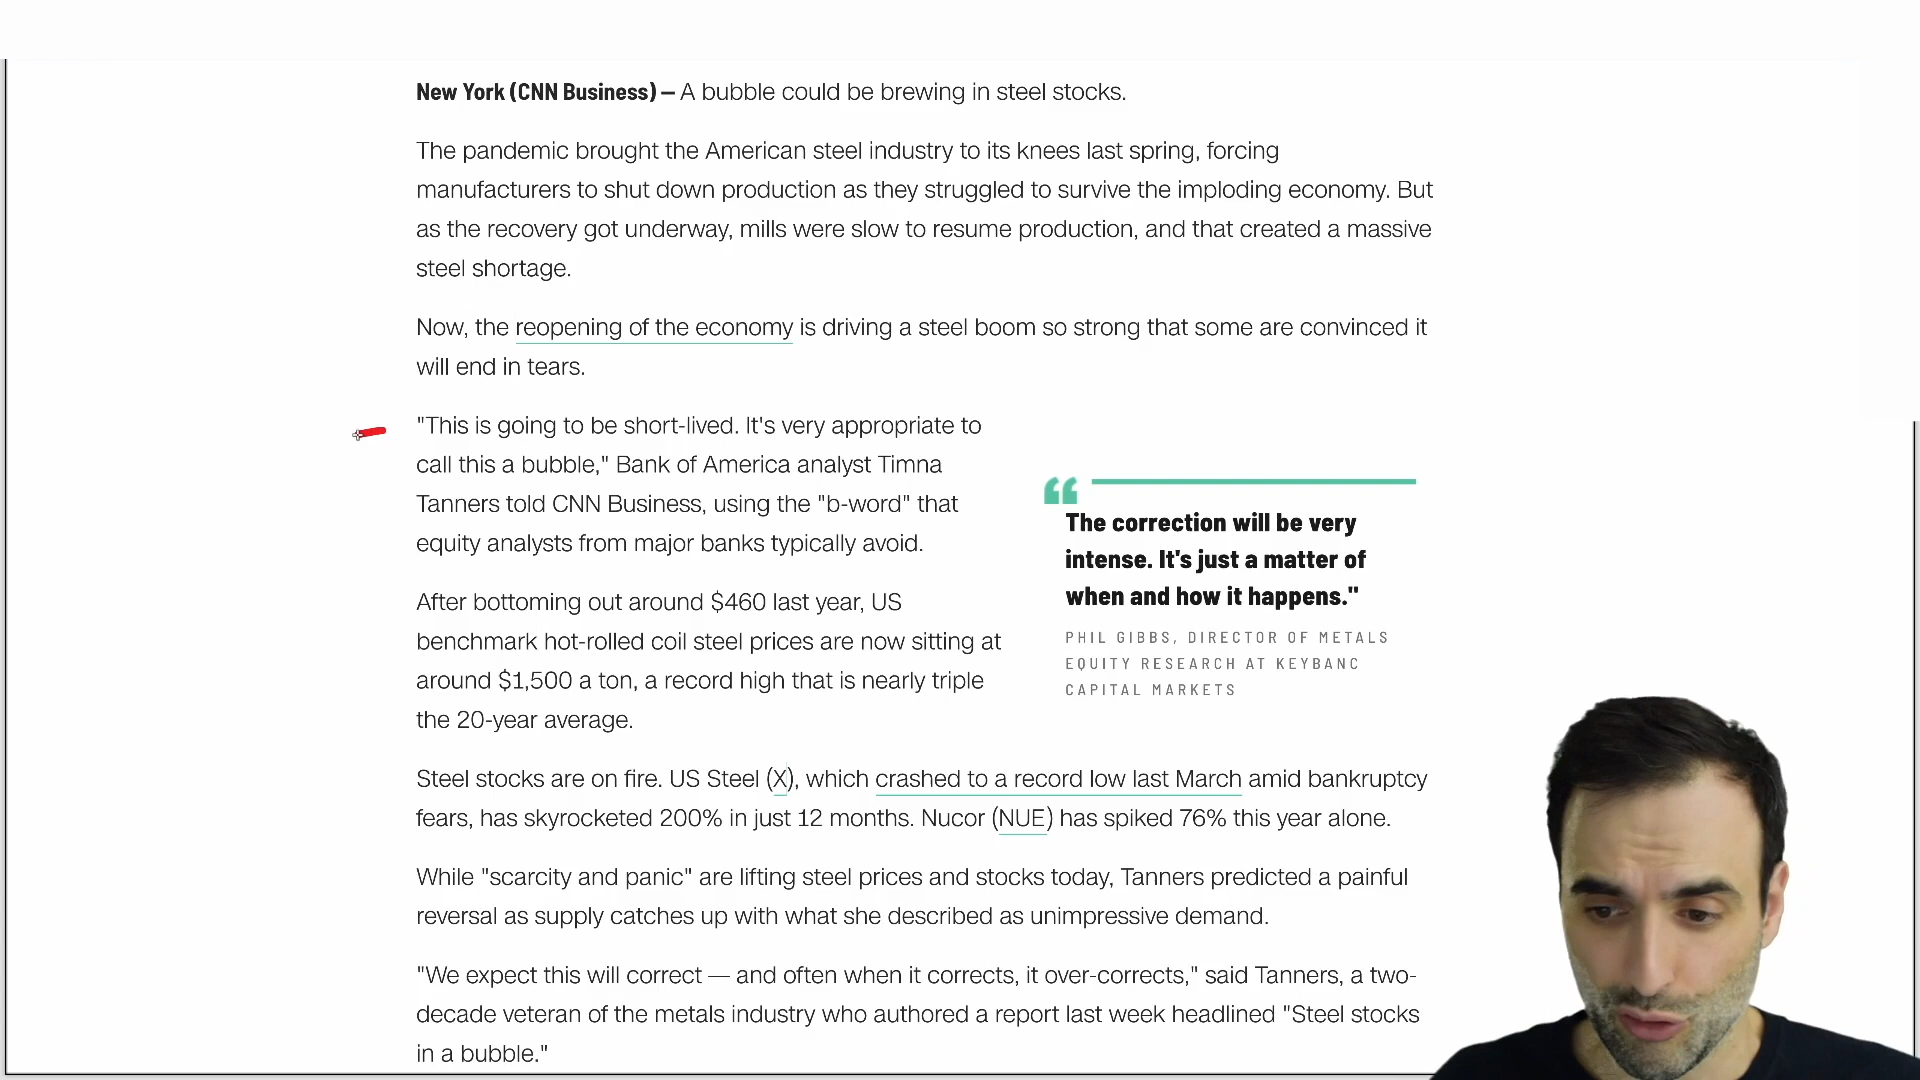 New York (CNN Business) — A bubble could be brewing in steel stocks.
The pandemic brought the American steel industry to its knees last spring, forcing
manufacturers to shut down production as they struggled to survive the imploding economy. But
as the recovery got underway, mills were slow to resume production, and that created a massive
steel shortage.
Now, the reopening of the economy is driving a steel boom so strong that some are convinced it
will end in tears.
"This is going to be short-lived. It's very appropriate to
call this a bubble," Bank of America analyst Timna
Tanners told CNN Business, using the "b-word" that
equity analysts from major banks typically avoid.
After bottoming out around $460 last year, US
benchmark hot-rolled coil steel prices are now sitting at
around $1,500 a ton, a record high that is nearly triple
the 20-year average.
“
The correction will be very
intense. It's just a matter of
when and how it happens."
PHIL GIBBS, DIRECTOR OF METALS
EQUITY RESEARCH AT KEYBANC
CAPITAL MARKETS
Steel stocks are on fire. US Steel (X), which crashed to a record low last March amid bankruptcy
fears, has skyrocketed 200% in just 12 months. Nucor (NUE) has spiked 76% this year alone.
While "scarcity and panic" are lifting steel prices and stocks today, Tanners predicted a painful
reversal as supply catches up with what she described as unimpressive demand.
"We expect this will correct — and often when it corrects, it over-corrects," said Tanners, a two-
decade veteran of the metals industry who authored a report last week headlined "Steel stocks
in a bubble."